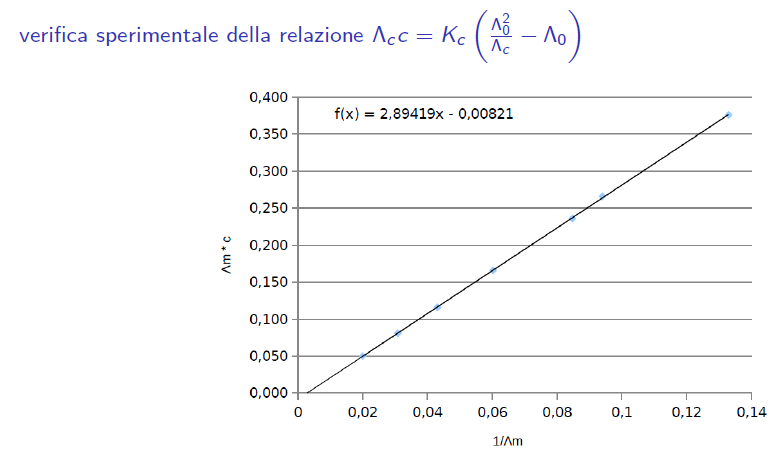 verifica sperimentale della relazione Λ_c c = K_c (Λ_0^2/Λ_c − Λ_0)
0,400
f(x) = 2,89419x - 0,00821
0,350
0,300
0,250
Λm * c
0,200
0,150
0,100
0,050
0,000
0 0,02 0,04 0,06 0,08 0,1 0,12 0,14
1/Λm